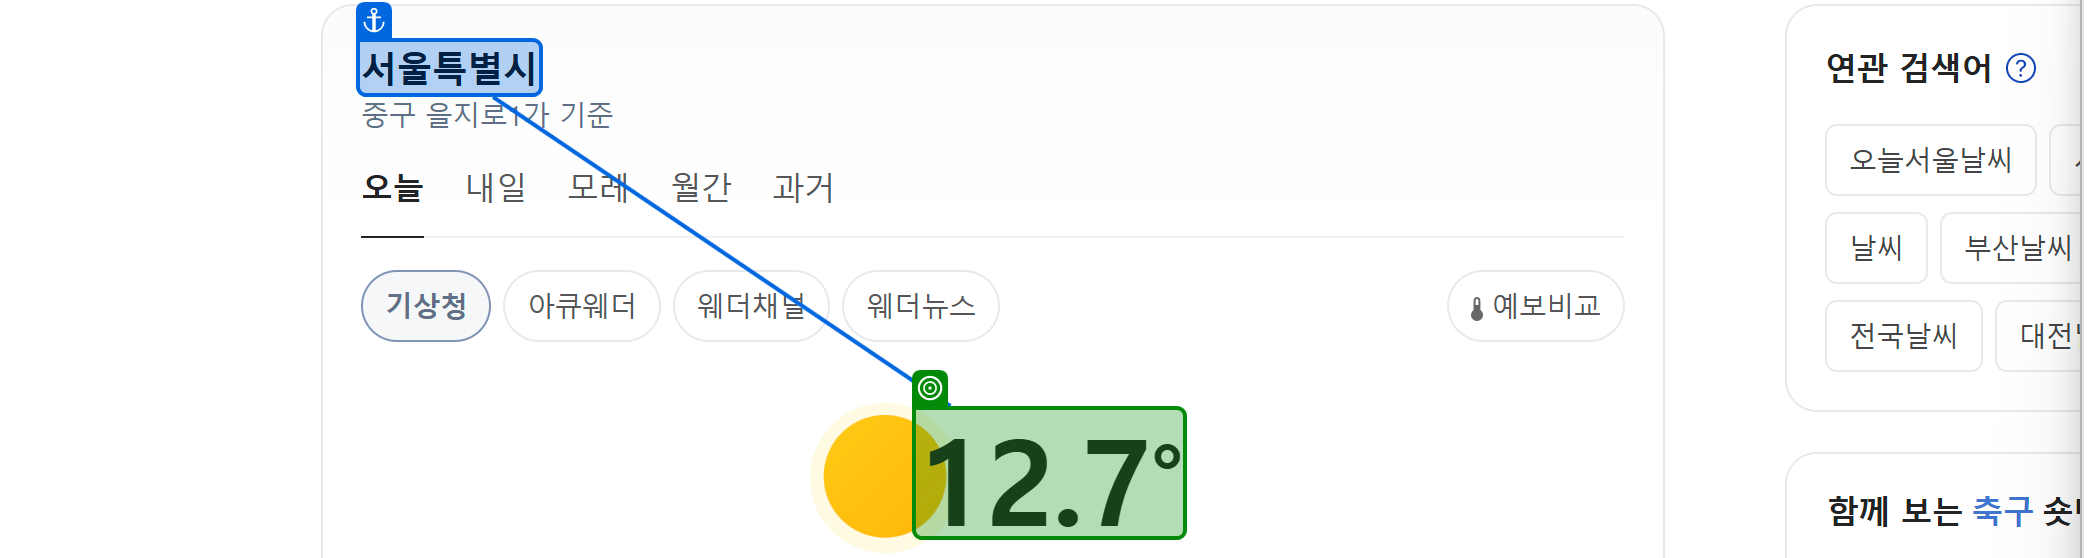 서울특별시
중구 을지로1가 기준
오늘 내일 모레 월간 과거
기상청 아큐웨더 웨더채널 웨더뉴스 예보비교
12.7°
연관 검색어 ?
오늘서울날씨
날씨 부산날씨
전국날씨 대전
함께 보는 축구